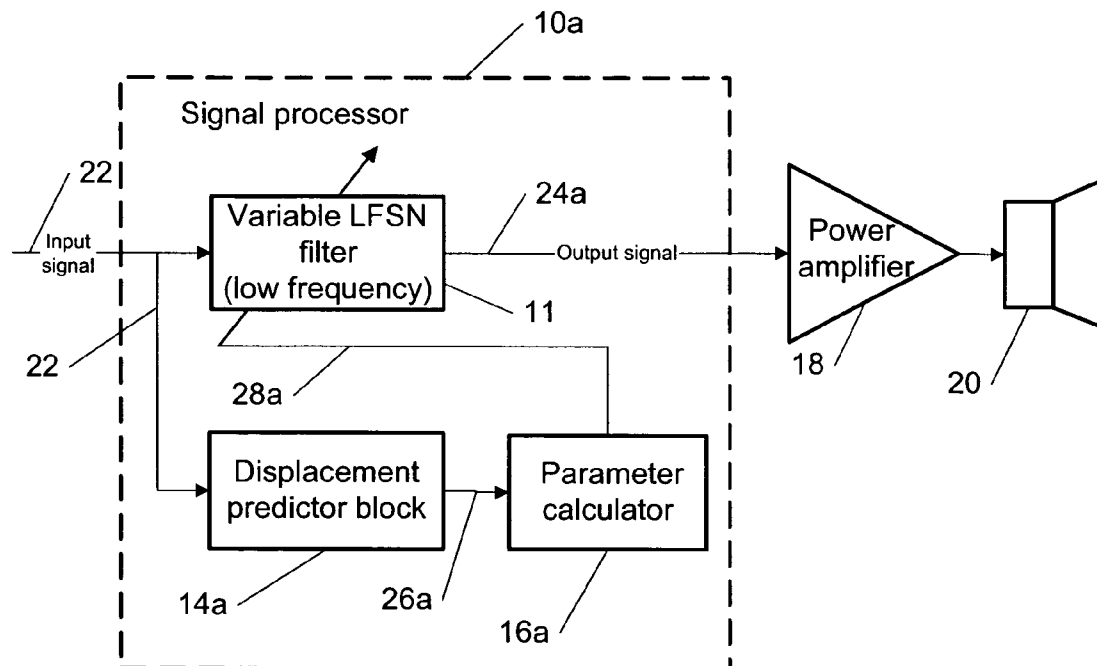 10a
Signal processor
22
Input
signal
Variable LFSN
filter
(low frequency)
24a
Output signal
Power
amplifier
11
18
20
22
28a
Displacement
predictor block
Parameter
calculator
14a
26a
16a